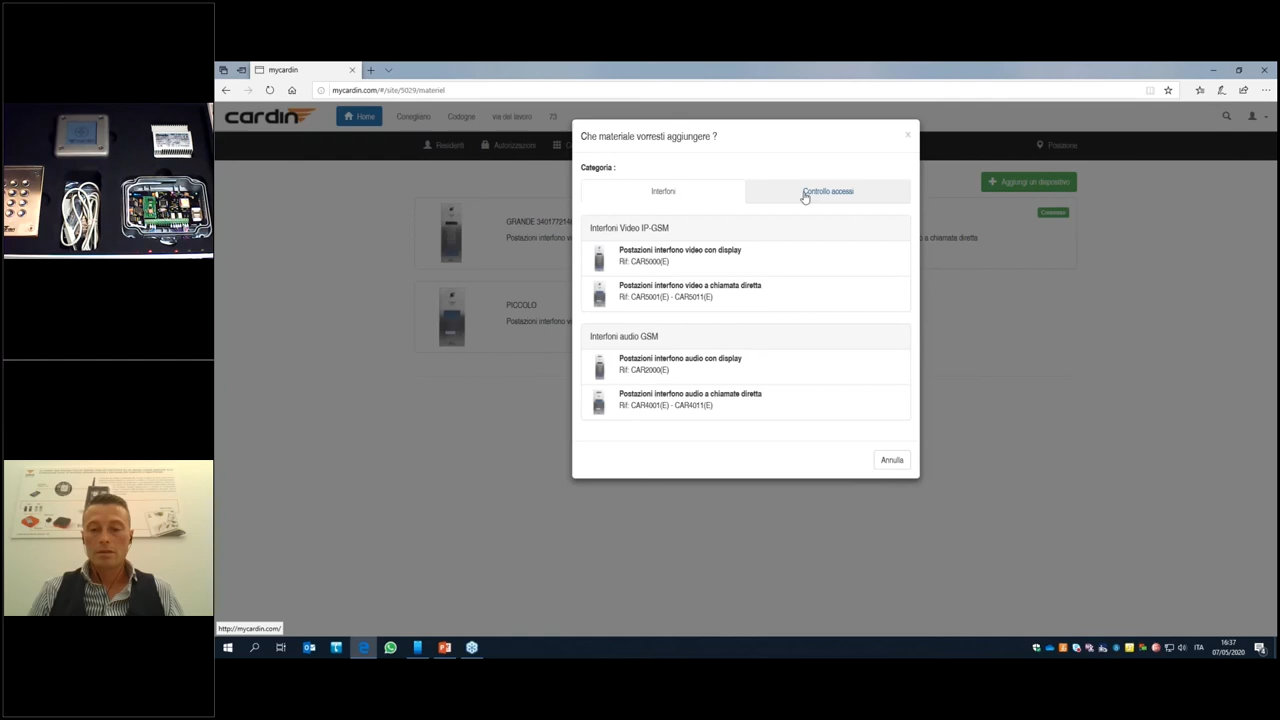 mycardin
mycardin.com/#/site/5029/materiel
cardin
Home
Conegliano
Codogne
via del lavoro
73
Residenti
Autorizzazioni
Posizione
Aggiungi un dispositivo
GRANDE
Postazioni interfono vi
Connesso
a chiamata diretta
PICCOLO
Postazioni interfono vi
Che materiale vorresti aggiungere ?
×
Categoria :
Interfoni
Controllo accessi
Interfoni Video IP-GSM
Postazioni interfono video con display
Rif: CAR5000(E)
Postazioni interfono video a chiamata diretta
Rif: CAR5001(E) - CAR5011(E)
Interfoni audio GSM
Postazioni interfono audio con display
Rif: CAR2000(E)
Postazioni interfono audio a chiamate diretta
Rif: CAR4001(E) - CAR4011(E)
Annulla
http://mycardin.com/
ITA
16:37
07/05/2020